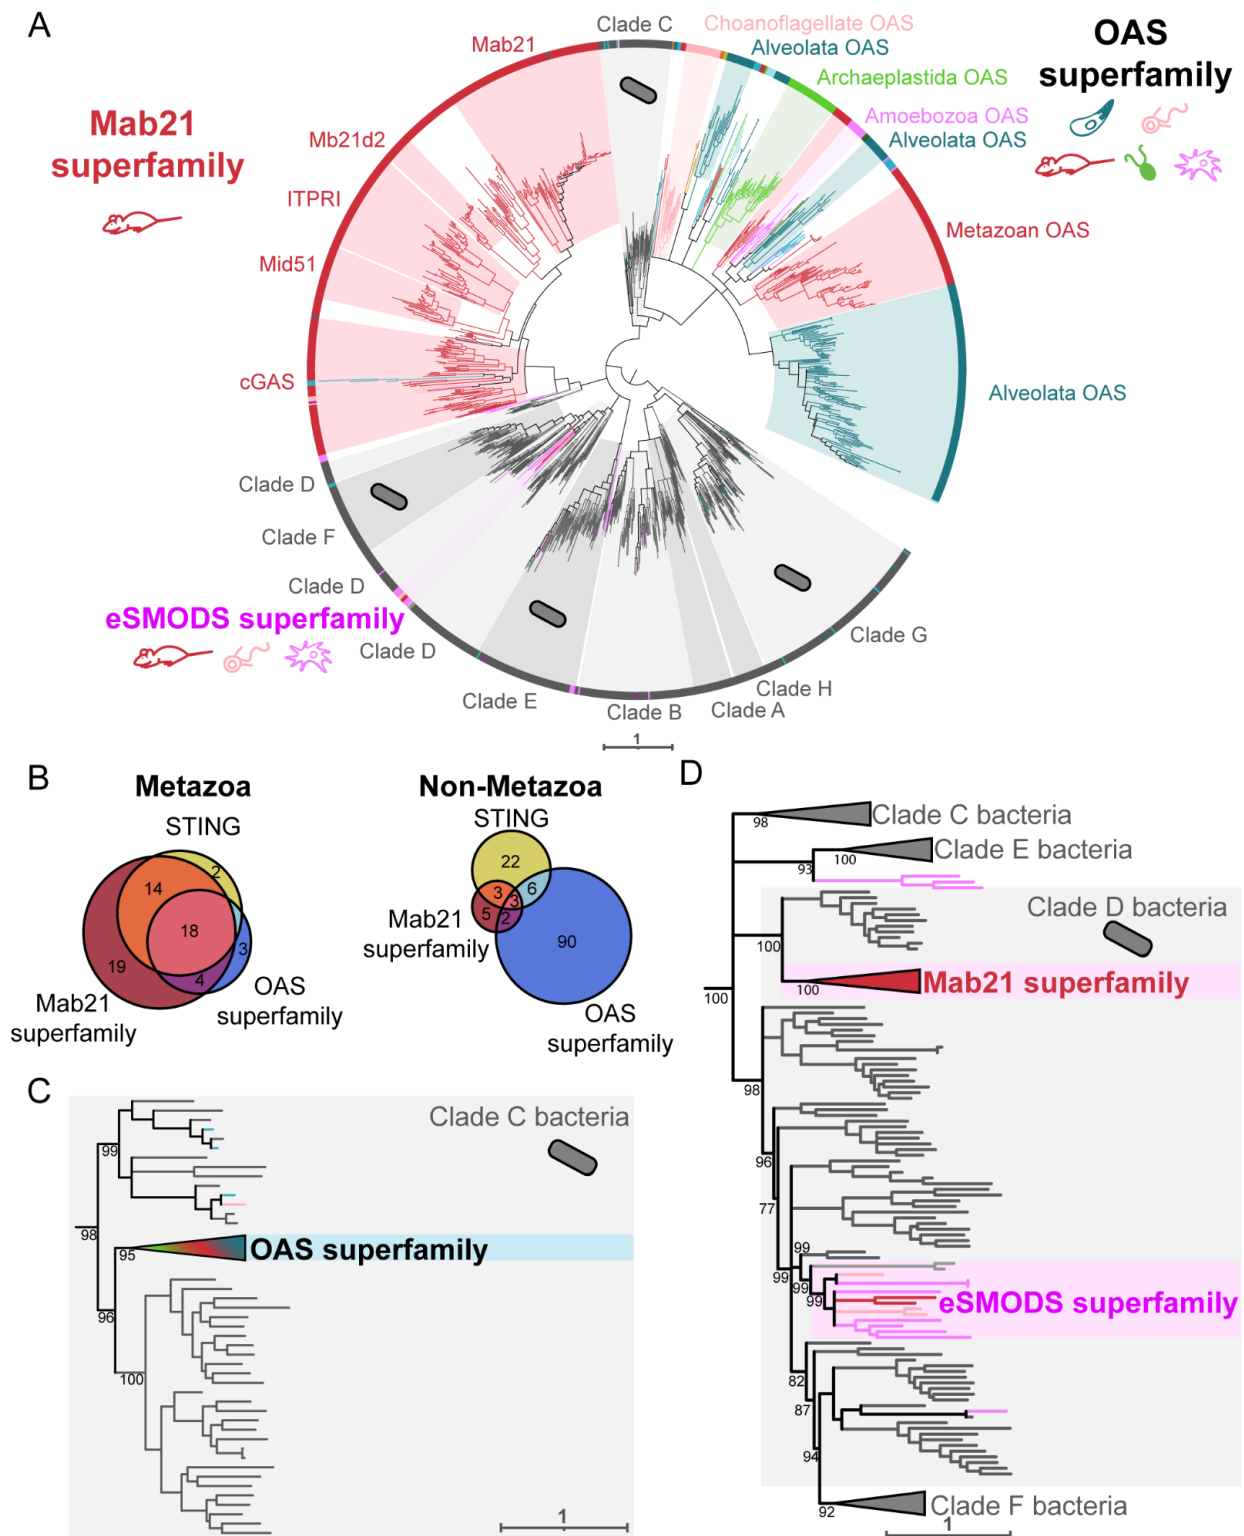 A
Clade C
Choanoflagellate OAS
Alveolata OAS
Archaeplastida OAS
Amoebozoa OAS
Alveolata OAS
OAS
superfamily
Mab21
Mab21
superfamily
Mb21d2
ITPRI
Mid51
cGAS
Metazoan OAS
Alveolata OAS
Clade D
Clade F
Clade D
eSMODS superfamily
Clade D
Clade E
Clade B
Clade A
Clade H
Clade G
1
B
Metazoa
STING
2
14
18
3
19
4
Mab21
superfamily
OAS
superfamily
Non-Metazoa
STING
22
6
3
3
5
2
90
Mab21
superfamily
OAS
superfamily
C
Clade C bacteria
99
98
95
OAS superfamily
96
100
1
D
98
Clade C bacteria
100
Clade E bacteria
93
Clade D bacteria
100
100
Mab21 superfamily
100
98
96
77
99
99
99
99
eSMODS superfamily
82
87
94
92
Clade F bacteria
1